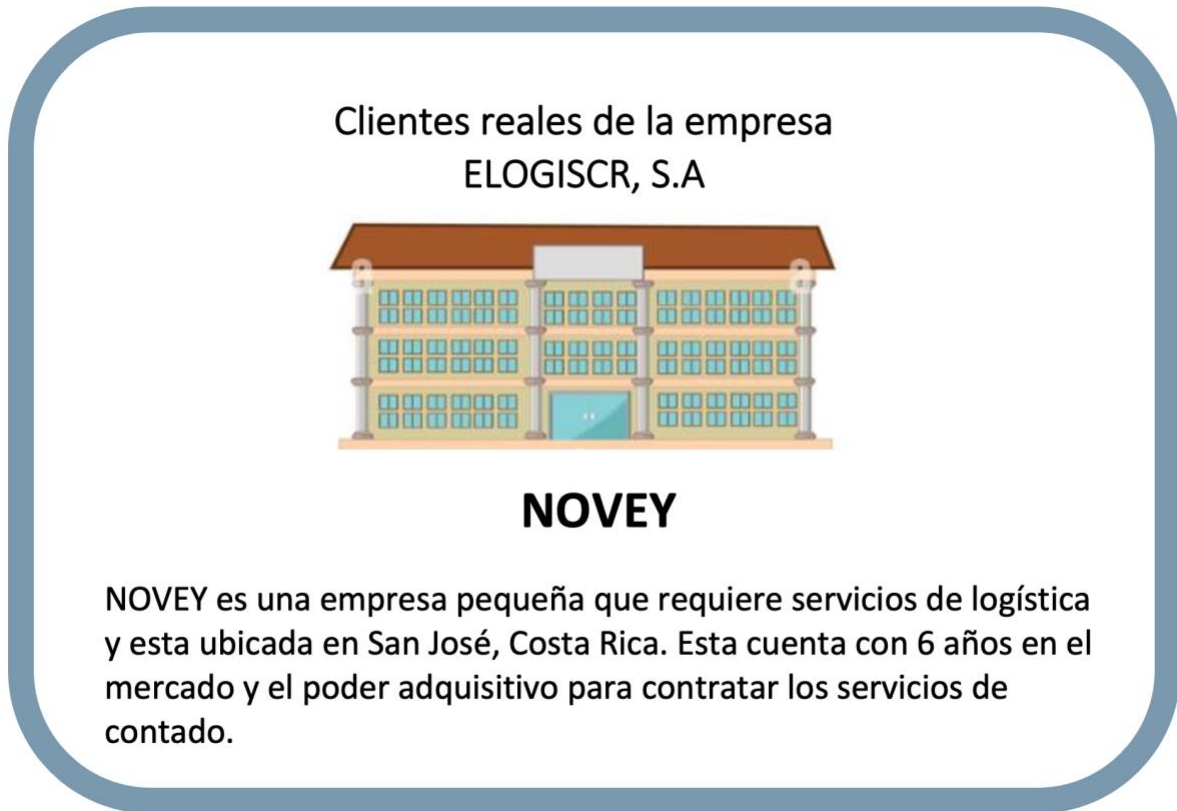 Clientes reales de la empresa
ELOGISCR, S.A
NOVEY
NOVEY es una empresa pequeña que requiere servicios de logística
y esta ubicada en San José, Costa Rica. Esta cuenta con 6 años en el
mercado y el poder adquisitivo para contratar los servicios de
contado.